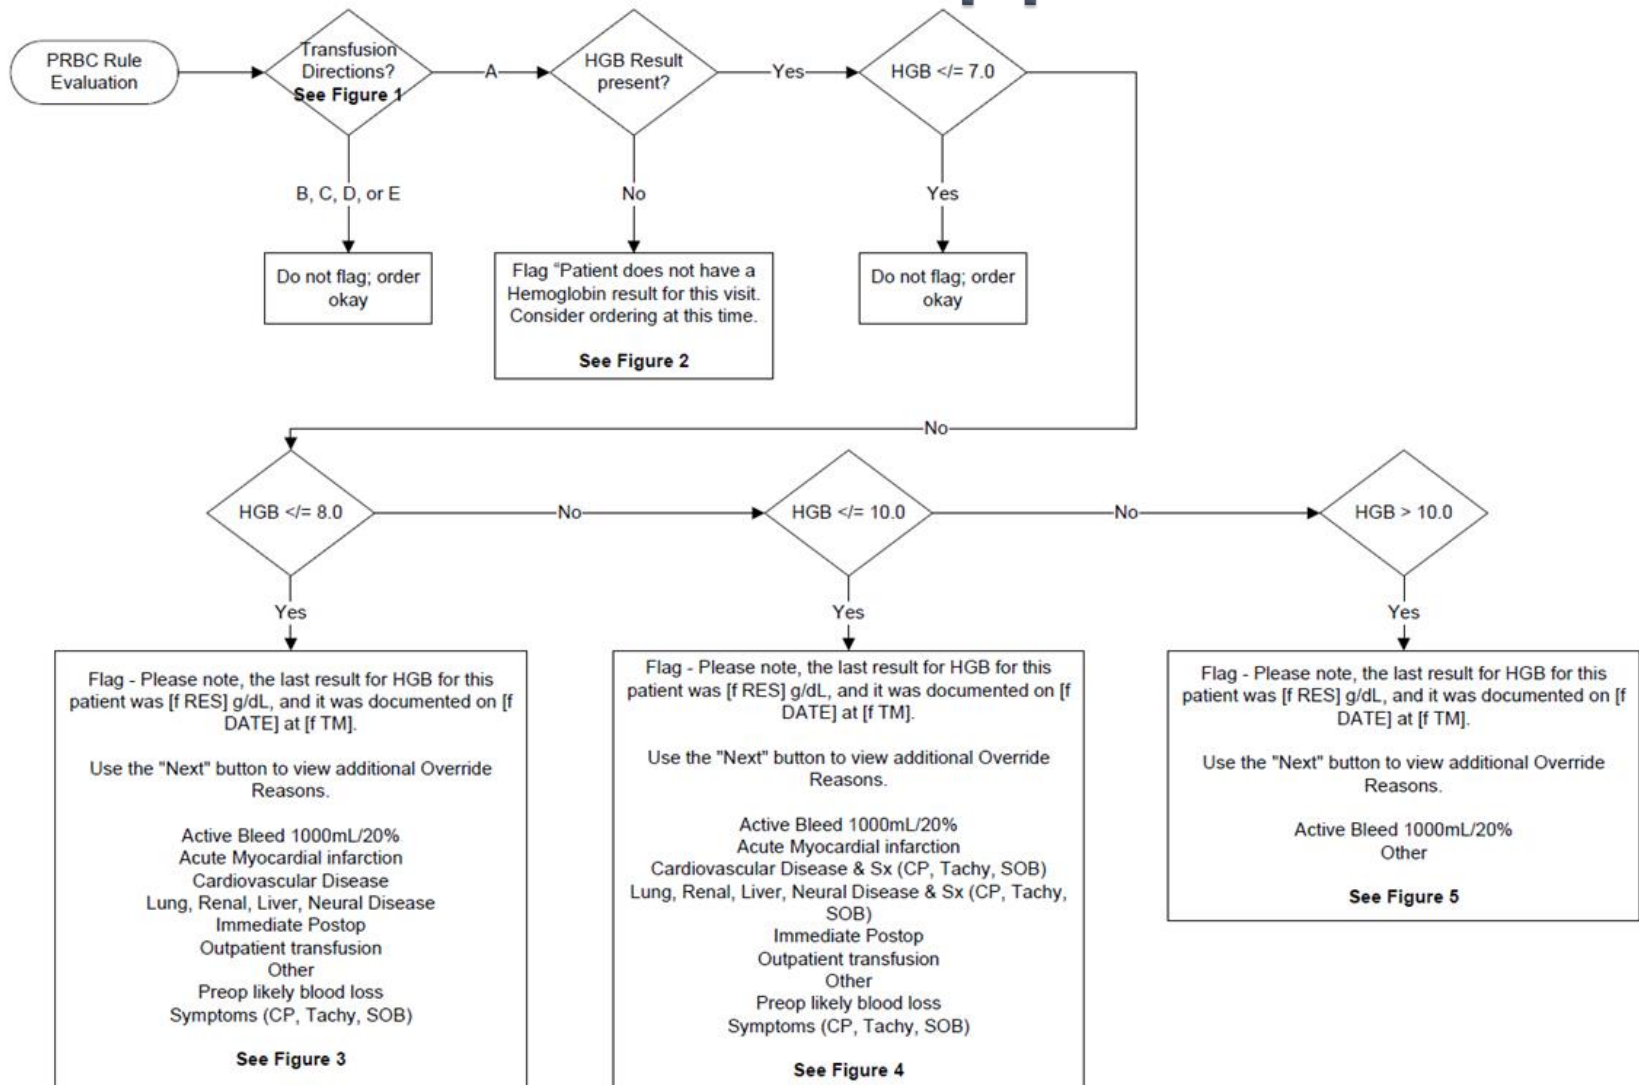 PRBC Rule
Evaluation
Transfusion
Directions?
See Figure 1
A
HGB Result
present?
Yes
HGB </= 7.0
B, C, D, or E
No
Yes
Do not flag; order
okay
Flag “Patient does not have a
Hemoglobin result for this visit.
Consider ordering at this time.
See Figure 2
Do not flag; order
okay
No
HGB </= 8.0
No
HGB </= 10.0
No
HGB > 10.0
Yes
Yes
Yes
Flag - Please note, the last result for HGB for this
patient was [f RES] g/dL, and it was documented on [f
DATE] at [f TM].
Use the "Next" button to view additional Override
Reasons.
Active Bleed 1000mL/20%
Acute Myocardial infarction
Cardiovascular Disease
Lung, Renal, Liver, Neural Disease
Immediate Postop
Outpatient transfusion
Other
Preop likely blood loss
Symptoms (CP, Tachy, SOB)
See Figure 3
Flag - Please note, the last result for HGB for this
patient was [f RES] g/dL, and it was documented on [f
DATE] at [f TM].
Use the "Next" button to view additional Override
Reasons.
Active Bleed 1000mL/20%
Acute Myocardial infarction
Cardiovascular Disease & Sx (CP, Tachy, SOB)
Lung, Renal, Liver, Neural Disease & Sx (CP, Tachy,
SOB)
Immediate Postop
Outpatient transfusion
Other
Preop likely blood loss
Symptoms (CP, Tachy, SOB)
See Figure 4
Flag - Please note, the last result for HGB for this
patient was [f RES] g/dL, and it was documented on [f
DATE] at [f TM].
Use the "Next" button to view additional Override
Reasons.
Active Bleed 1000mL/20%
Other
See Figure 5